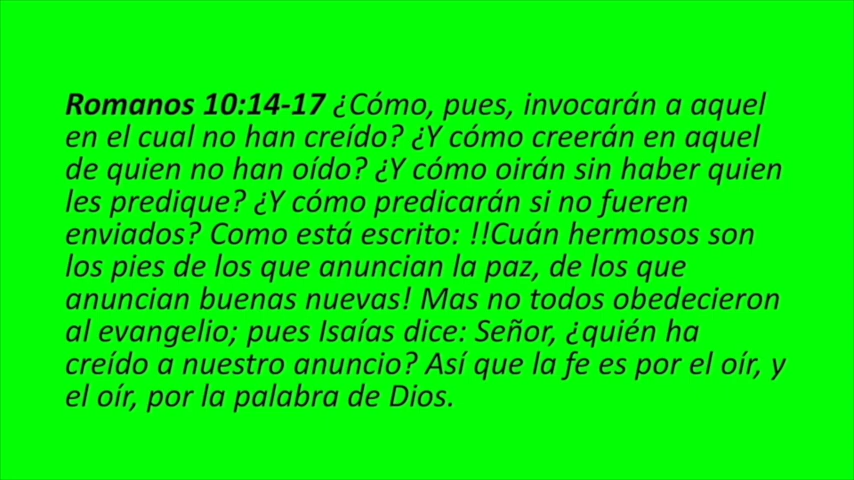 Romanos 10:14-17 ¿Cómo, pues, invocarán a aquel
en el cual no han creído? ¿Y cómo creerán en aquel
de quien no han oído? ¿Y cómo oirán sin haber quien
les predique? ¿Y cómo predicarán si no fueren
enviados? Como está escrito: !!Cuán hermosos son
los pies de los que anuncian la paz, de los que
anuncian buenas nuevas! Mas no todos obedecieron
al evangelio; pues Isaías dice: Señor, ¿quién ha
creído a nuestro anuncio? Así que la fe es por el oír, y
el oír, por la palabra de Dios.